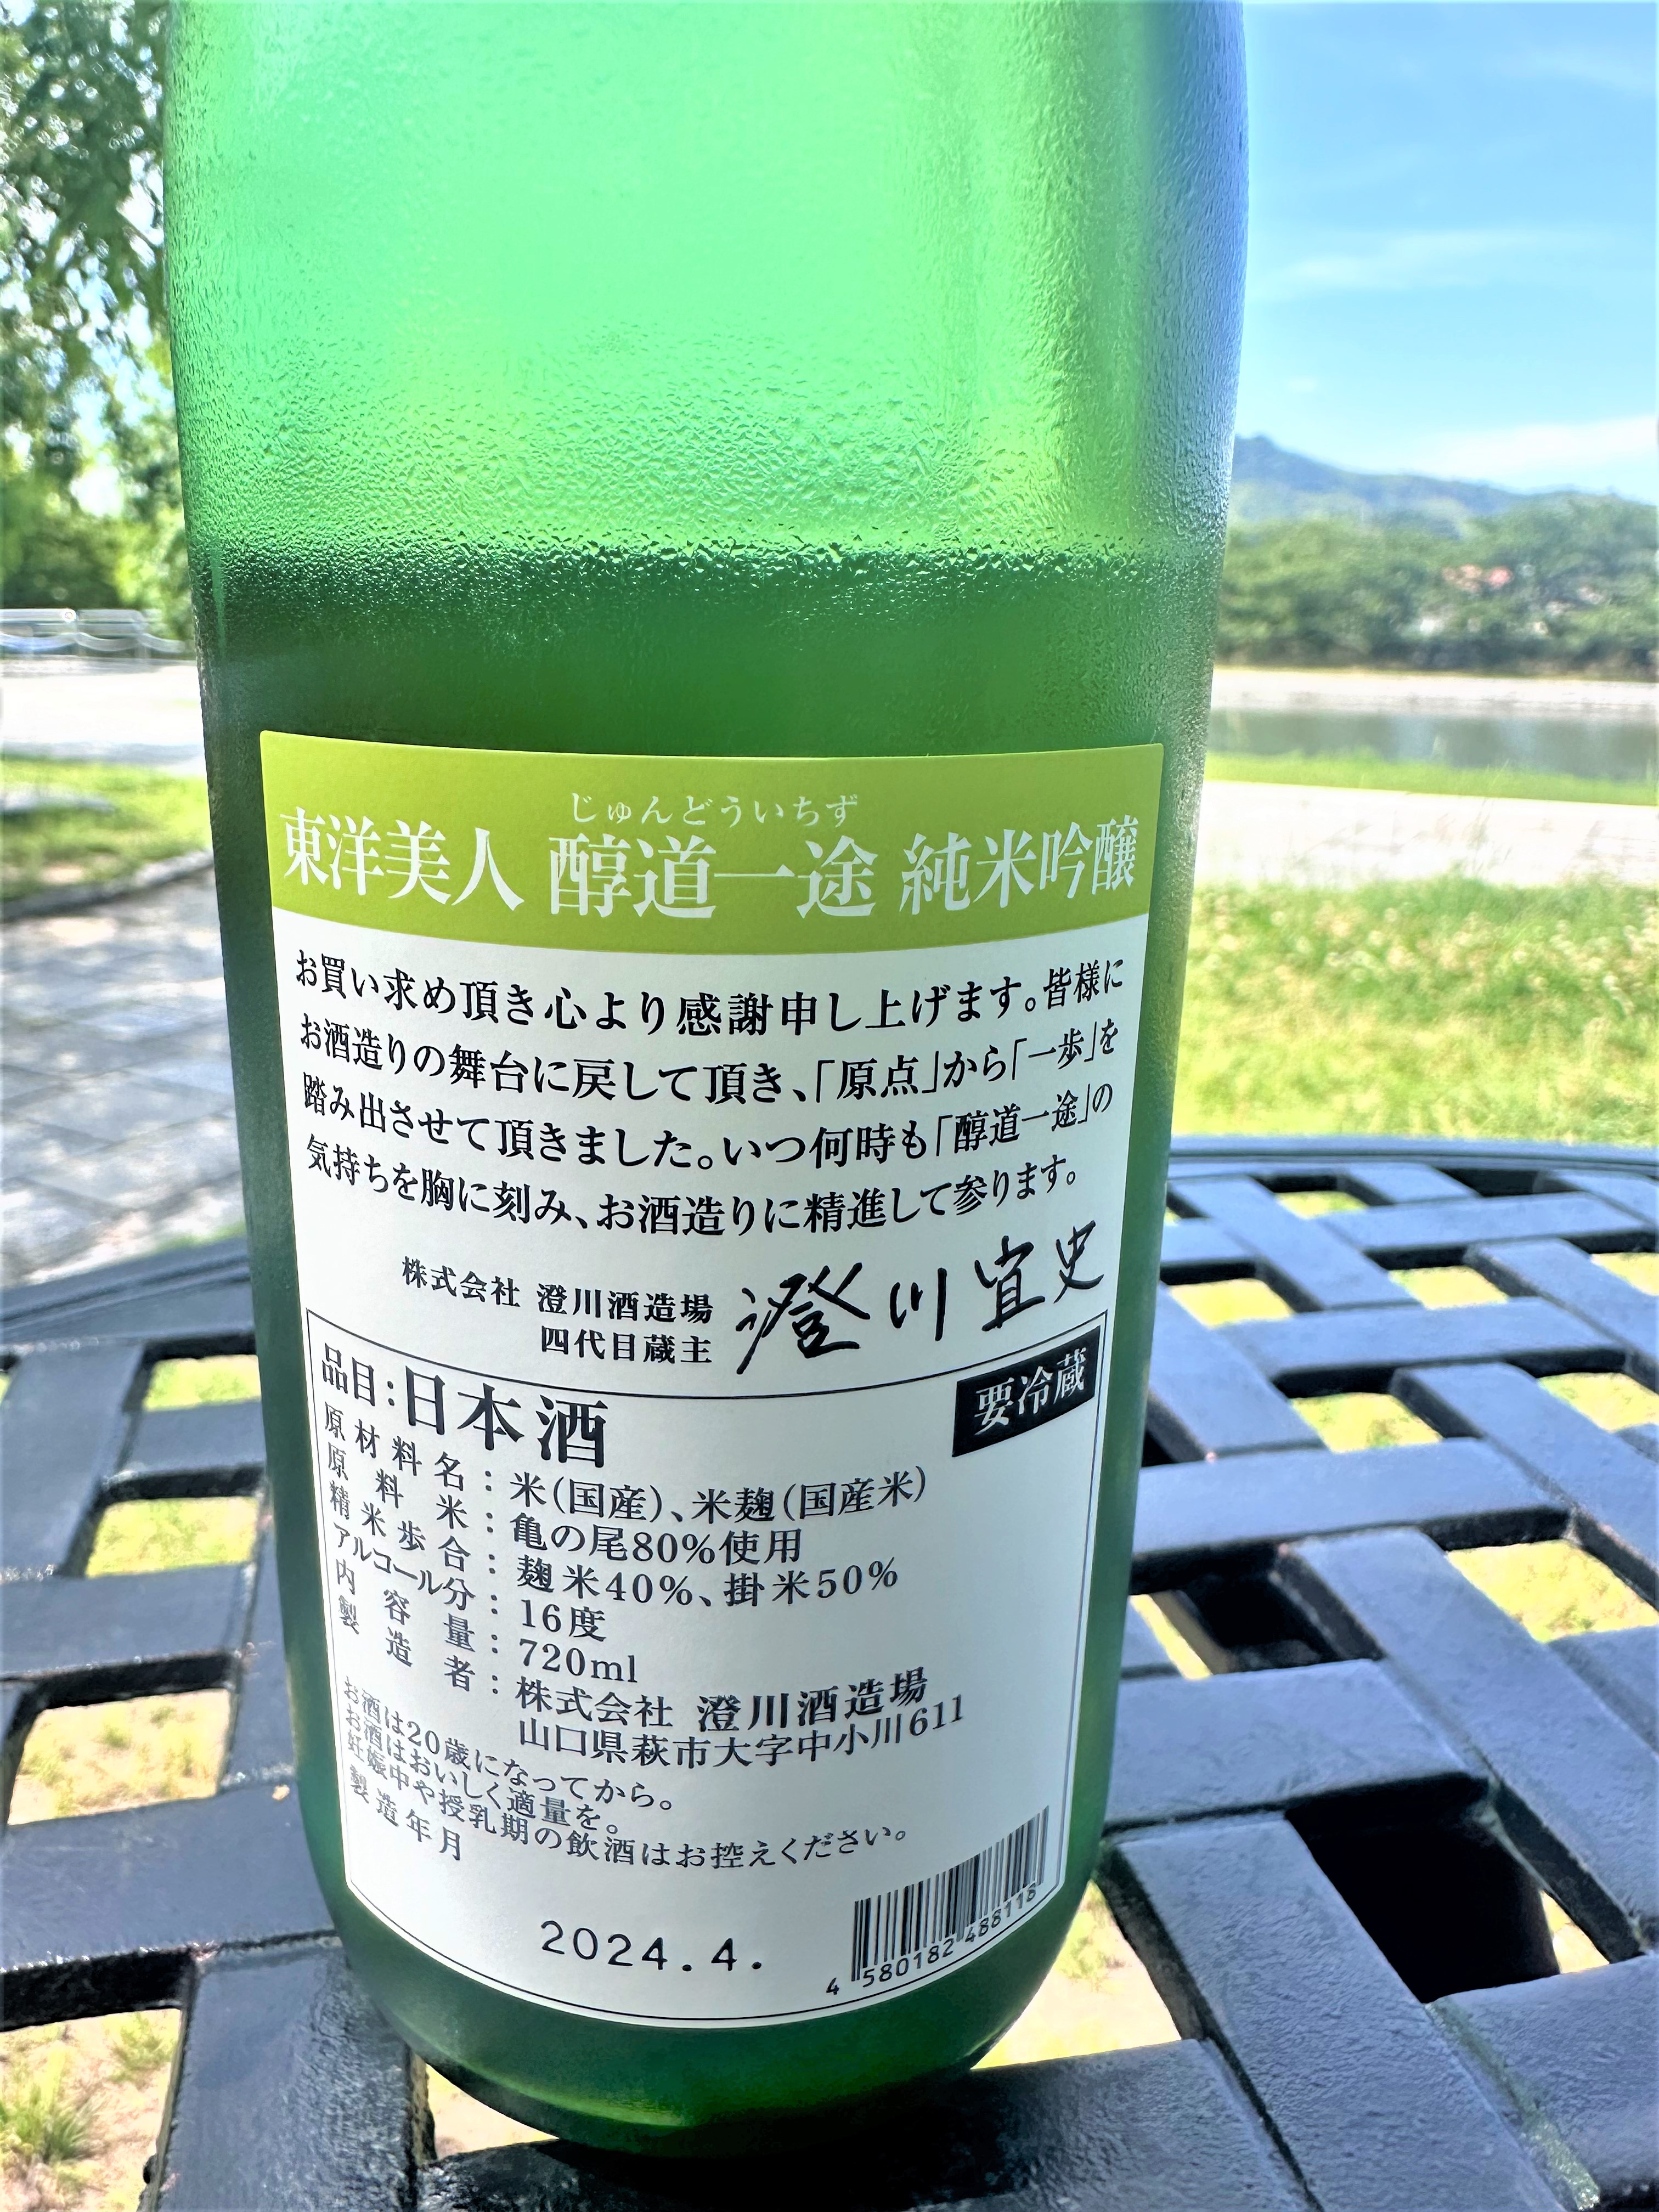 じゅんどういちず
東洋美人 醇道一途 純米吟醸
お買い求め頂き心より感謝申し上げます。皆様に
お酒造りの舞台に戻して頂き、「原点」から「一歩」を
踏み出させて頂きました。いつ何時も「醇道一途」の
気持ちを胸に刻み、お酒造りに精進して参ります。
株式会社 澄川酒造場
四代目蔵主
澄川宜史
品目:日本酒
要冷蔵
原材料名:米(国産)、米麹(国産米)
原料米:亀の尾80%使用
精米歩合:麹米40%、掛米50%
アルコール分:16度
内容量:720ml
製造者:株式会社 澄川酒造場
山口県萩市大字中小川611
お酒は20歳になってから。
お酒はおいしく適量を。
妊娠中や授乳期の飲酒はお控えください。
製造年月
2024.4.
4 580182 488118